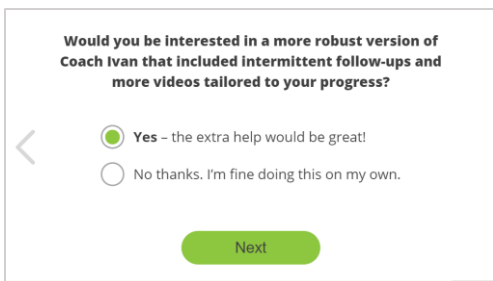 Would you be interested in a more robust version of
Coach Ivan that included intermittent follow-ups and
more videos tailored to your progress?
Yes – the extra help would be great!
No thanks. I'm fine doing this on my own.
Next